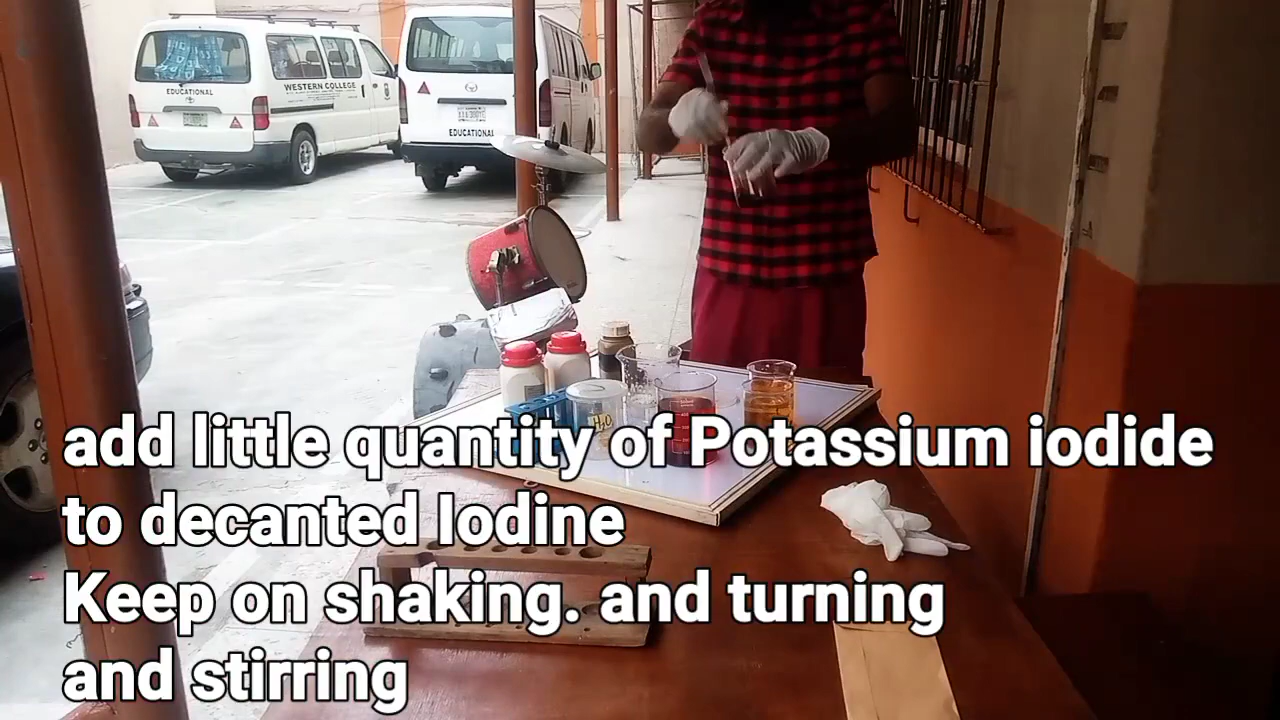 EDUCATIONAL
WESTERN COLLEGE
EDUCATIONAL
H₂O
add little quantity of Potassium iodide
to decanted Iodine
Keep on shaking. and turning
and stirring